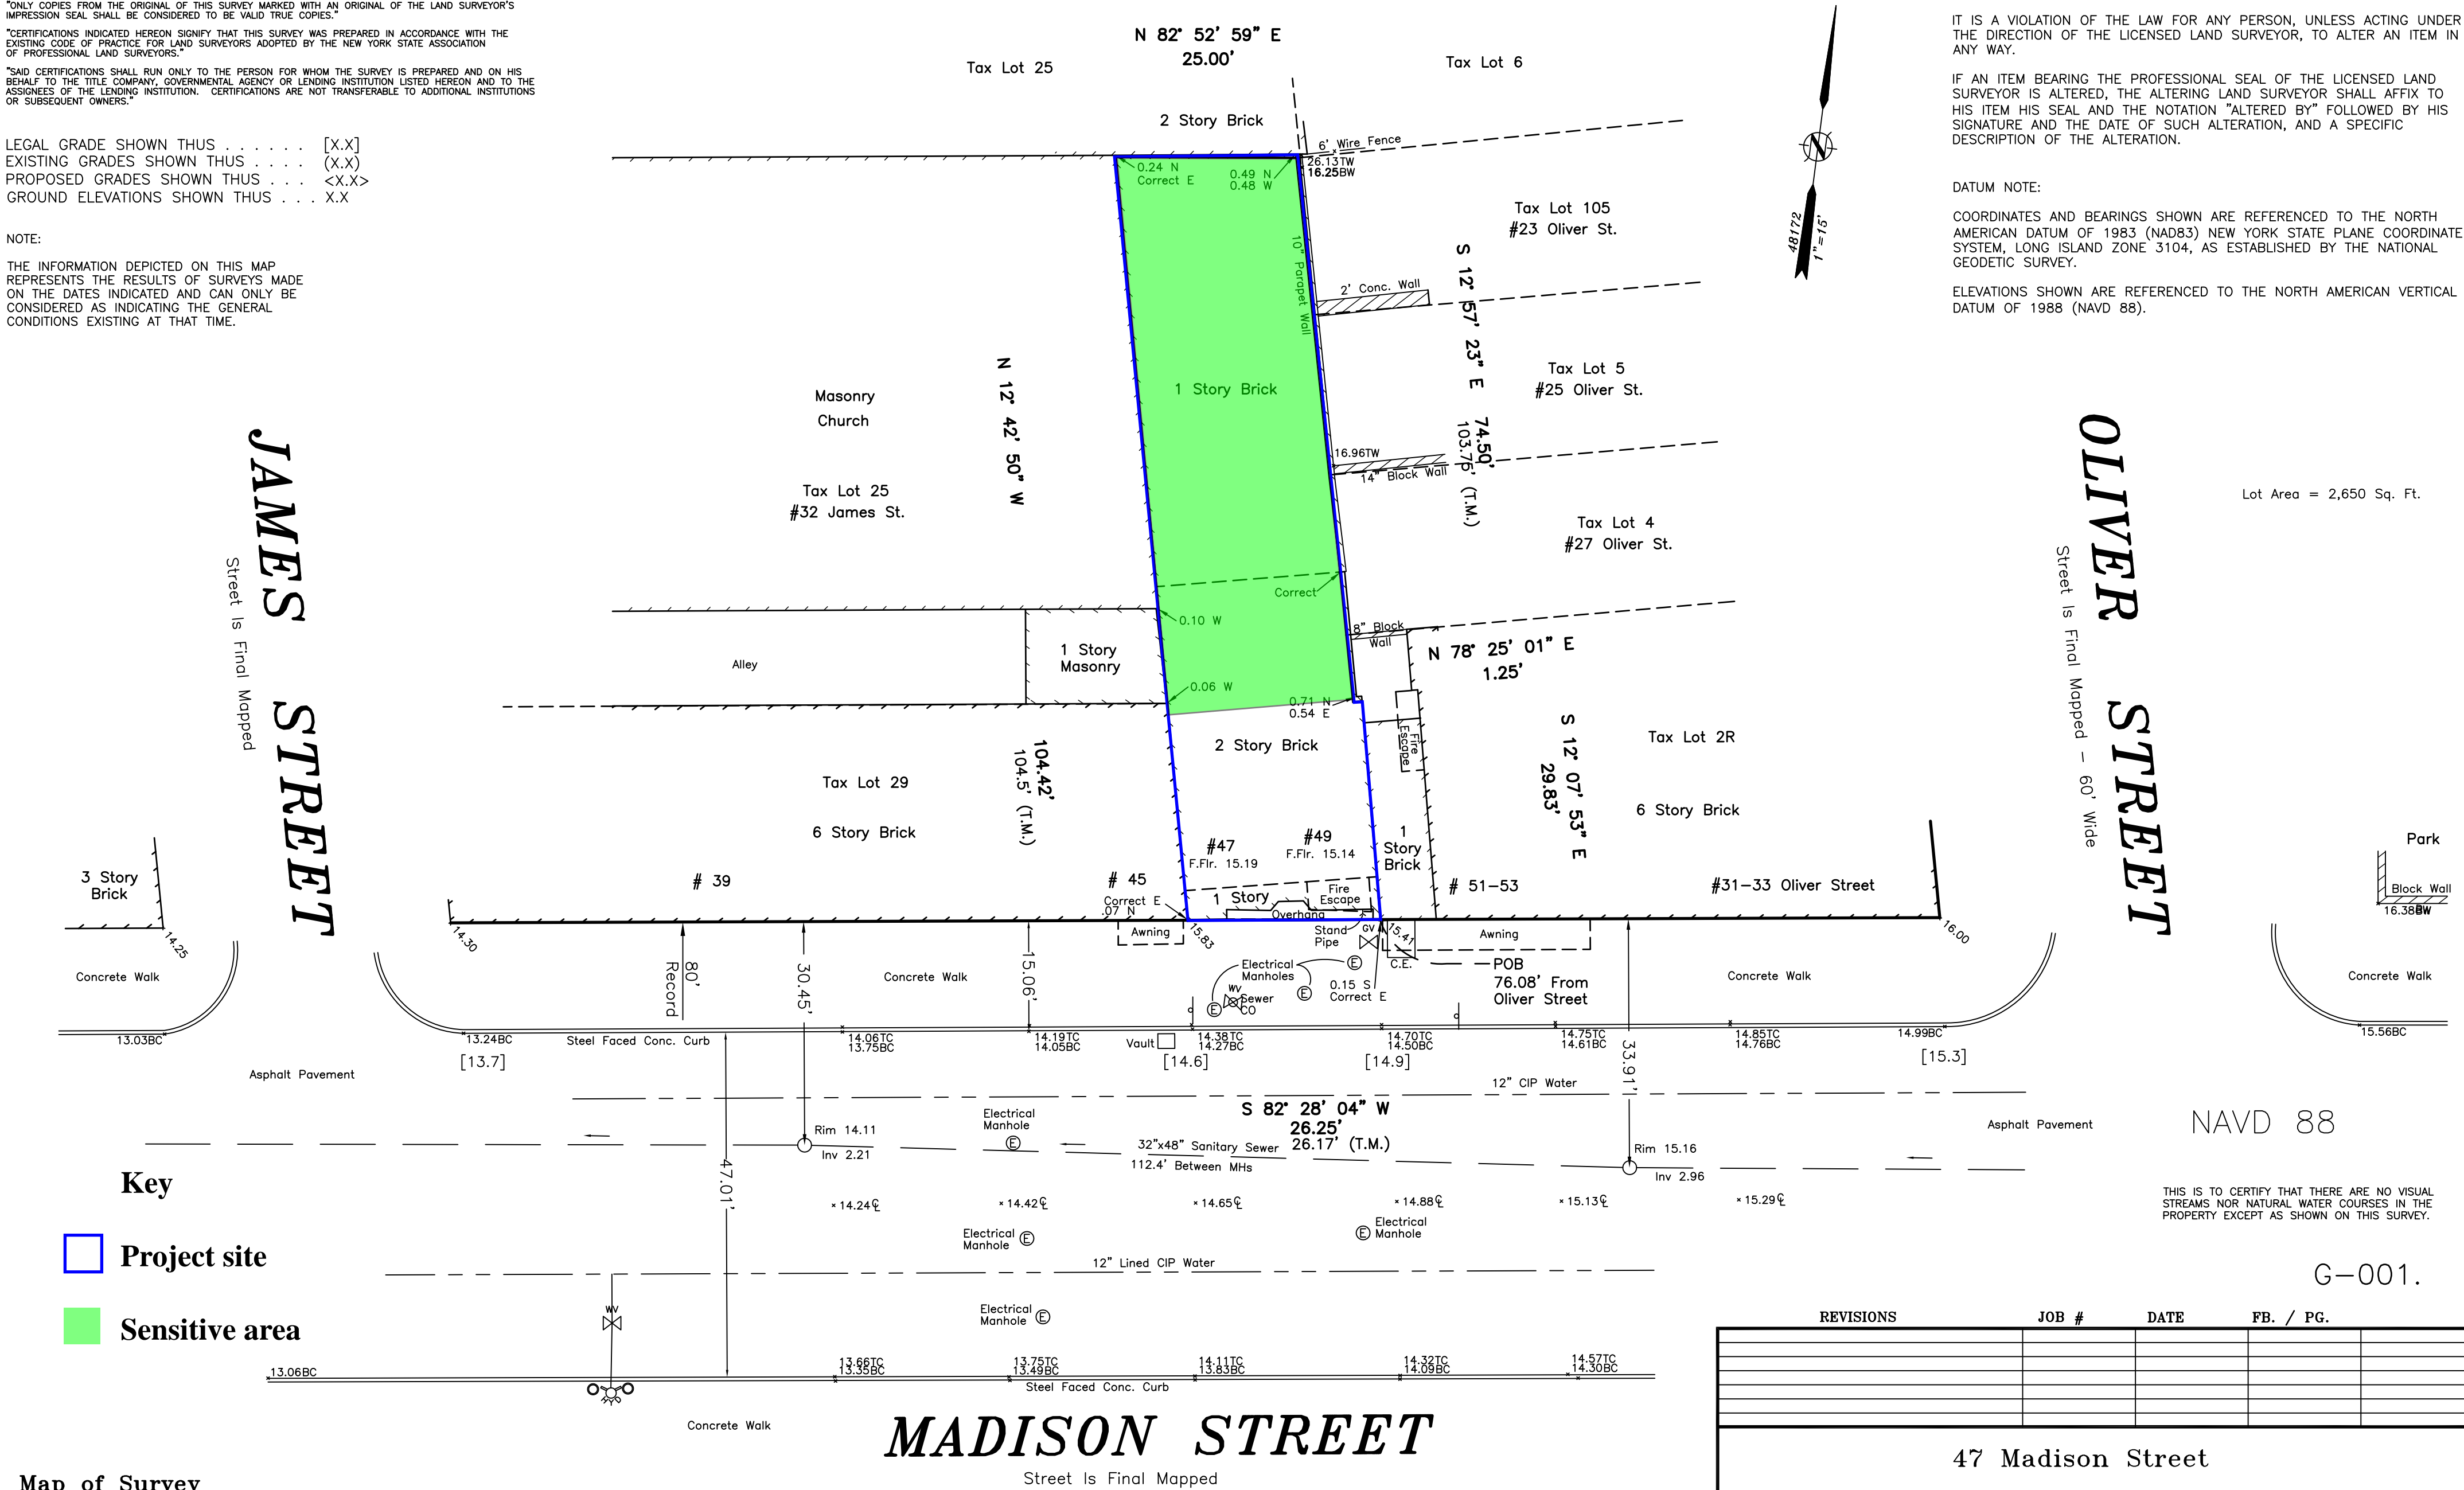 "ONLY COPIES FROM THE ORIGINAL OF THIS SURVEY MARKED WITH AN ORIGINAL OF THE LAND SURVEYOR'S
IMPRESSION SEAL SHALL BE CONSIDERED TO BE VALID TRUE COPIES."
"CERTIFICATIONS INDICATED HEREON SIGNIFY THAT THIS SURVEY WAS PREPARED IN ACCORDANCE WITH THE
EXISTING CODE OF PRACTICE FOR LAND SURVEYORS ADOPTED BY THE NEW YORK STATE ASSOCIATION
OF PROFESSIONAL LAND SURVEYORS."
"SAID CERTIFICATIONS SHALL RUN ONLY TO THE PERSON FOR WHOM THE SURVEY IS PREPARED AND ON HIS
BEHALF TO THE TITLE COMPANY, GOVERNMENTAL AGENCY OR LENDING INSTITUTION LISTED HEREON AND TO THE
ASSIGNEES OF THE LENDING INSTITUTION. CERTIFICATIONS ARE NOT TRANSFERABLE TO ADDITIONAL INSTITUTIONS
OR SUBSEQUENT OWNERS."
LEGAL GRADE SHOWN THUS . . . . . . [X.X]
EXISTING GRADES SHOWN THUS . . . . (X.X)
PROPOSED GRADES SHOWN THUS . . . <X.X>
GROUND ELEVATIONS SHOWN THUS . . . X.X
NOTE:
THE INFORMATION DEPICTED ON THIS MAP
REPRESENTS THE RESULTS OF SURVEYS MADE
ON THE DATES INDICATED AND CAN ONLY BE
CONSIDERED AS INDICATING THE GENERAL
CONDITIONS EXISTING AT THAT TIME.
N 82° 52' 59" E
25.00'
Tax Lot 25
Tax Lot 6
2 Story Brick
6' Wire Fence
26.13TW
16.25BW
0.24 N
Correct E
0.49 N
0.48 W
10" Parapet Wall
48172
1"=15'
N
IT IS A VIOLATION OF THE LAW FOR ANY PERSON, UNLESS ACTING UNDER
THE DIRECTION OF THE LICENSED LAND SURVEYOR, TO ALTER AN ITEM IN
ANY WAY.
IF AN ITEM BEARING THE PROFESSIONAL SEAL OF THE LICENSED LAND
SURVEYOR IS ALTERED, THE ALTERING LAND SURVEYOR SHALL AFFIX TO
HIS ITEM HIS SEAL AND THE NOTATION "ALTERED BY" FOLLOWED BY HIS
SIGNATURE AND THE DATE OF SUCH ALTERATION, AND A SPECIFIC
DESCRIPTION OF THE ALTERATION.
DATUM NOTE:
COORDINATES AND BEARINGS SHOWN ARE REFERENCED TO THE NORTH
AMERICAN DATUM OF 1983 (NAD83) NEW YORK STATE PLANE COORDINATE
SYSTEM, LONG ISLAND ZONE 3104, AS ESTABLISHED BY THE NATIONAL
GEODETIC SURVEY.
ELEVATIONS SHOWN ARE REFERENCED TO THE NORTH AMERICAN VERTICAL
DATUM OF 1988 (NAVD 88).
Tax Lot 105
#23 Oliver St.
2' Conc. Wall
S 12° 57' 23" E 74.50'
103.75' (T.M.)
Tax Lot 5
#25 Oliver St.
1 Story Brick
Masonry
Church
N 12° 42' 50" W
Tax Lot 25
#32 James St.
16.96TW
14" Block Wall
Tax Lot 4
#27 Oliver St.
Lot Area = 2,650 Sq. Ft.
JAMES STREET
Street Is Final Mapped
OLIVER STREET
Street Is Final Mapped - 60' Wide
Correct
0.10 W
8" Block
Wall
N 78° 25' 01" E
1.25'
Alley
1 Story
Masonry
0.06 W
0.71 N
0.54 E
2 Story Brick
Fire
Escape
S 12° 07' 53" E
29.83'
Tax Lot 2R
6 Story Brick
Tax Lot 29
6 Story Brick
104.42'
104.5' (T.M.)
#47
F.Flr. 15.19
#49
F.Flr. 15.14
1
Story
Brick
Park
3 Story
Brick
# 39
# 45
# 51-53
#31-33 Oliver Street
Block Wall
16.38BW
Correct E
.07 N
1 Story
Fire
Escape
Overhang
14.25
14.30
Awning
15.83
Stand
Pipe
GV
15.41
Awning
16.00
C.E.
POB
76.08' From
Oliver Street
Concrete Walk
80'
Record
30.45'
Concrete Walk
15.06'
Electrical
Manholes
E
E
E
WV
Sewer
CO
0.15 S
Correct E
Concrete Walk
Concrete Walk
13.03BC
13.24BC
Steel Faced Conc. Curb
14.06TC
13.75BC
14.19TC
14.05BC
Vault
14.38TC
14.27BC
14.70TC
14.50BC
14.75TC
14.61BC
14.85TC
14.76BC
14.99BC
15.56BC
[13.7]
[14.6]
[14.9]
[15.3]
33.91'
Asphalt Pavement
12" CIP Water
S 82° 28' 04" W
26.25'
26.17' (T.M.)
Electrical
Manhole
E
Rim 14.11
Inv 2.21
32"x48" Sanitary Sewer
112.4' Between MHs
Rim 15.16
Inv 2.96
Asphalt Pavement
NAVD 88
47.01'
14.24℄
14.42℄
14.65℄
14.88℄
15.13℄
15.29℄
THIS IS TO CERTIFY THAT THERE ARE NO VISUAL
STREAMS NOR NATURAL WATER COURSES IN THE
PROPERTY EXCEPT AS SHOWN ON THIS SURVEY.
Electrical
Manhole
E
E
Electrical
Manhole
12" Lined CIP Water
G-001.
Key
Project site
Sensitive area
WV
Electrical
Manhole
E
HYD
13.06BC
13.66TC
13.35BC
13.75TC
13.49BC
14.11TC
13.83BC
14.32TC
14.09BC
14.57TC
14.30BC
Steel Faced Conc. Curb
Concrete Walk
MADISON STREET
Street Is Final Mapped
REVISIONS JOB # DATE FB. / PG.
47 Madison Street
Map of Survey